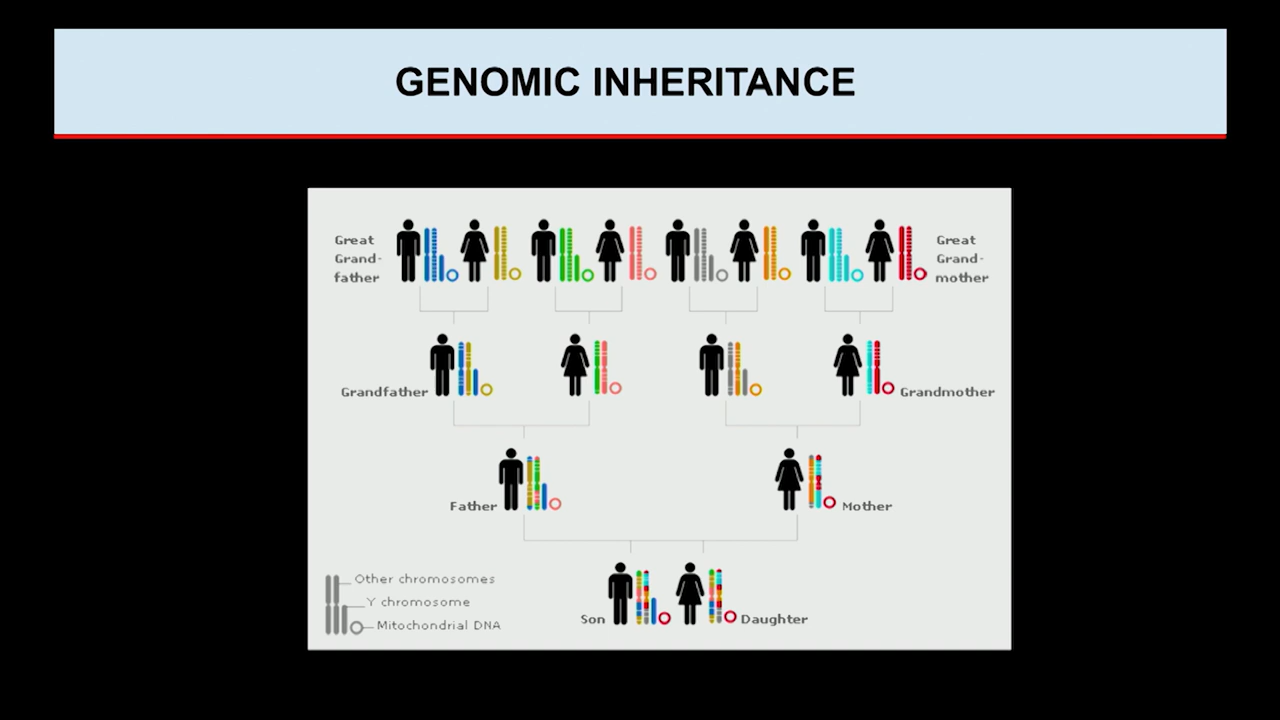 GENOMIC INHERITANCE
Great
Grand-
father
Great
Grand-
mother
Grandfather
Grandmother
Father
Mother
Other chromosomes
Y chromosome
Mitochondrial DNA
Son
Daughter